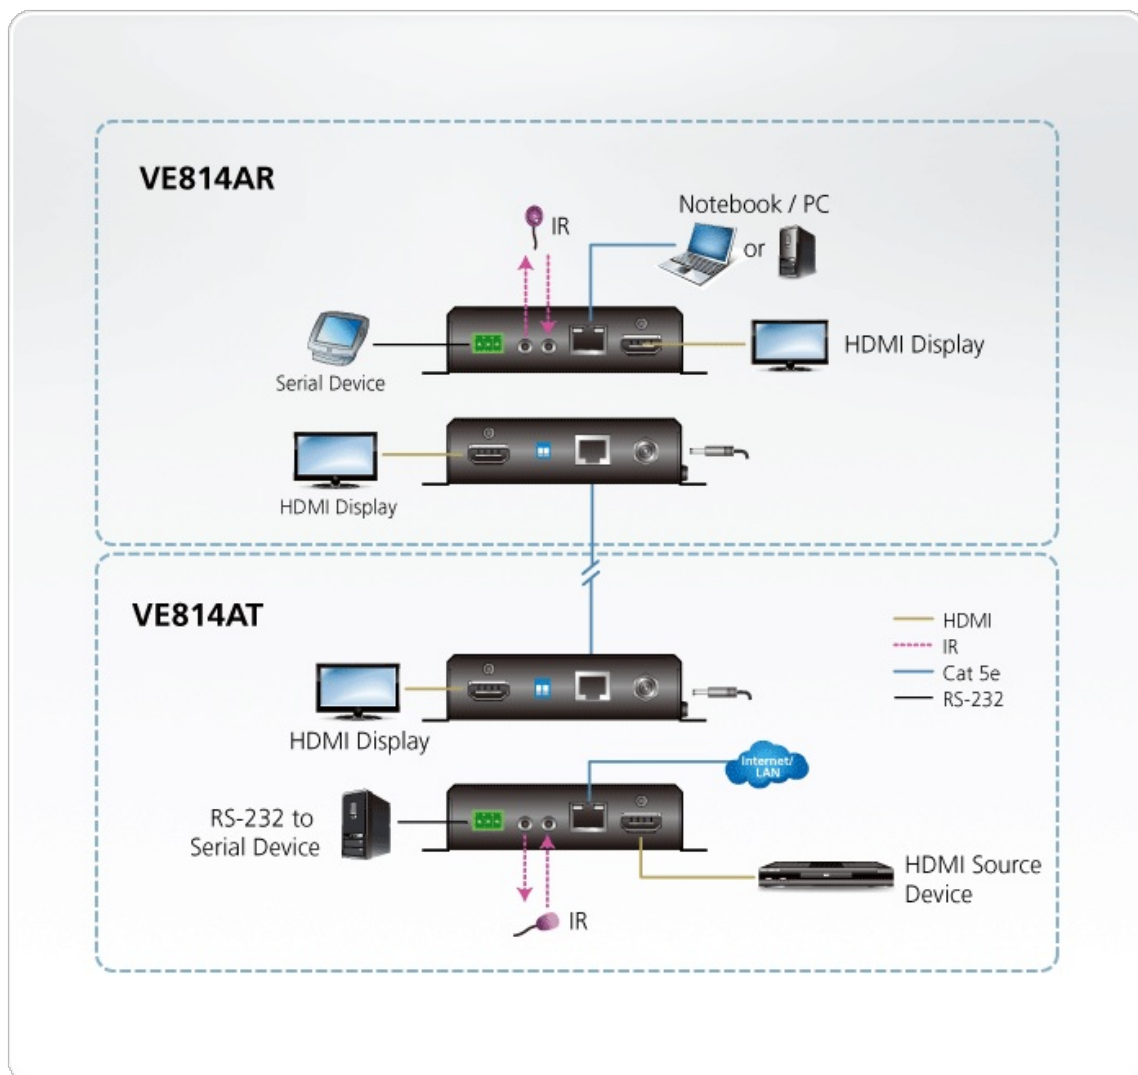 VE814AR
IR
Notebook / PC
or
Serial Device
HDMI Display
HDMI Display
VE814AT
HDMI
IR
Cat 5e
RS-232
HDMI Display
Internet/
LAN
RS-232 to
Serial Device
HDMI Source
Device
IR